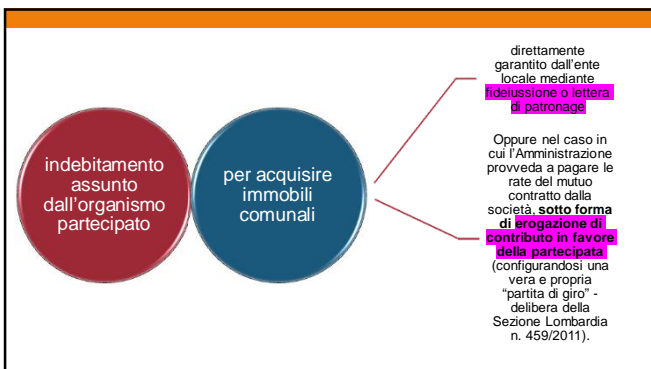 indebitamento
assunto
dall'organismo
partecipato
per acquisire
immobili
comunali
direttamente
garantito dall'ente
locale mediante
fideiussione o lettera
di patronage
Oppure nel caso in
cui l'Amministrazione
provveda a pagare le
rate del mutuo
contratto dalla
società, sotto forma
di erogazione di
contributo in favore
della partecipata
(configurandosi una
vera e propria
"partita di giro" -
delibera della
Sezione Lombardia
n. 459/2011).